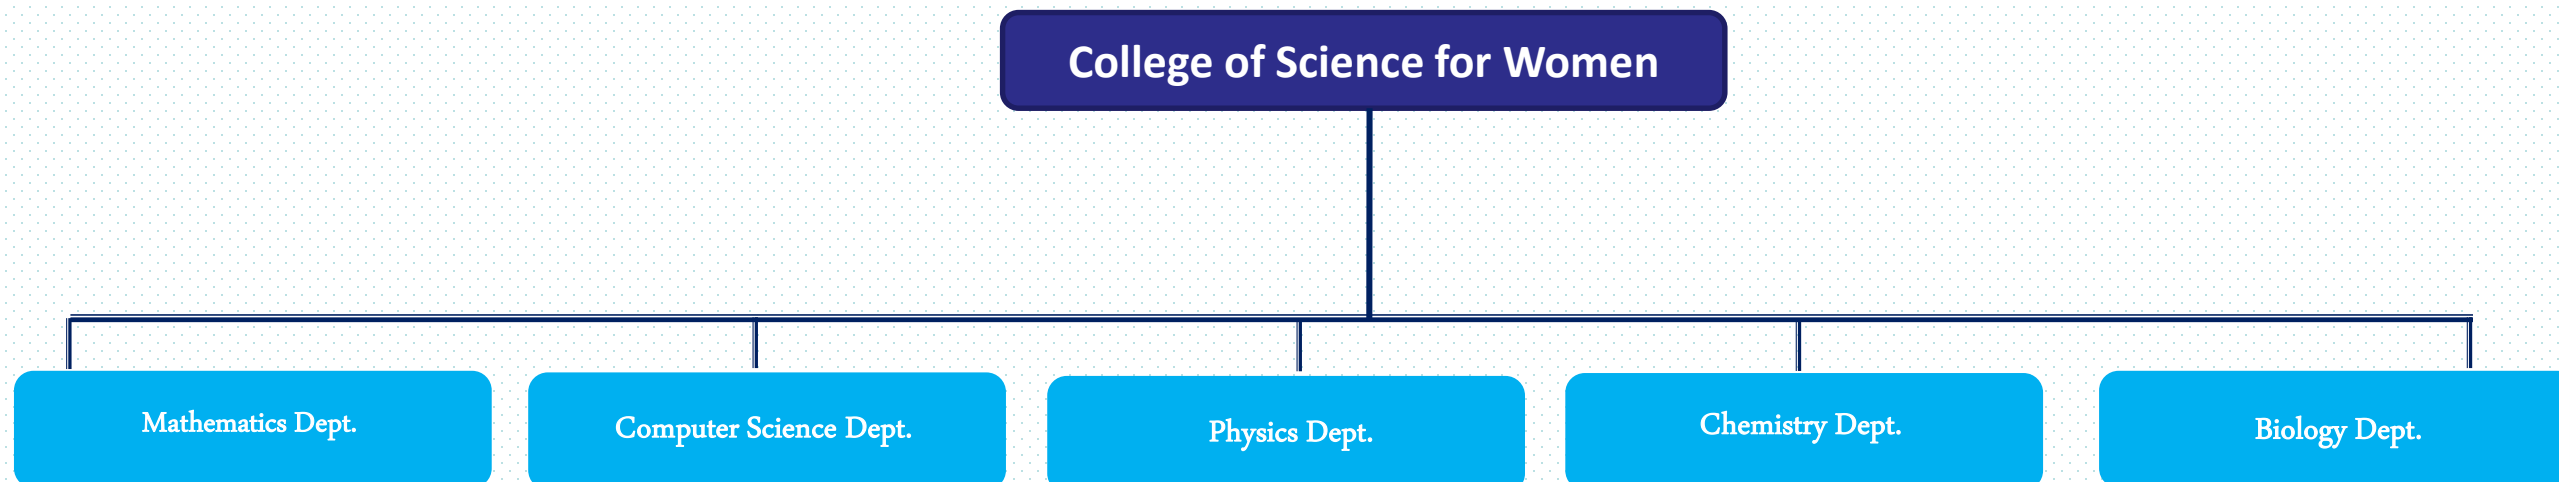 College of Science for Women
Mathematics Dept.
Computer Science Dept.
Physics Dept.
Chemistry Dept.
Biology Dept.